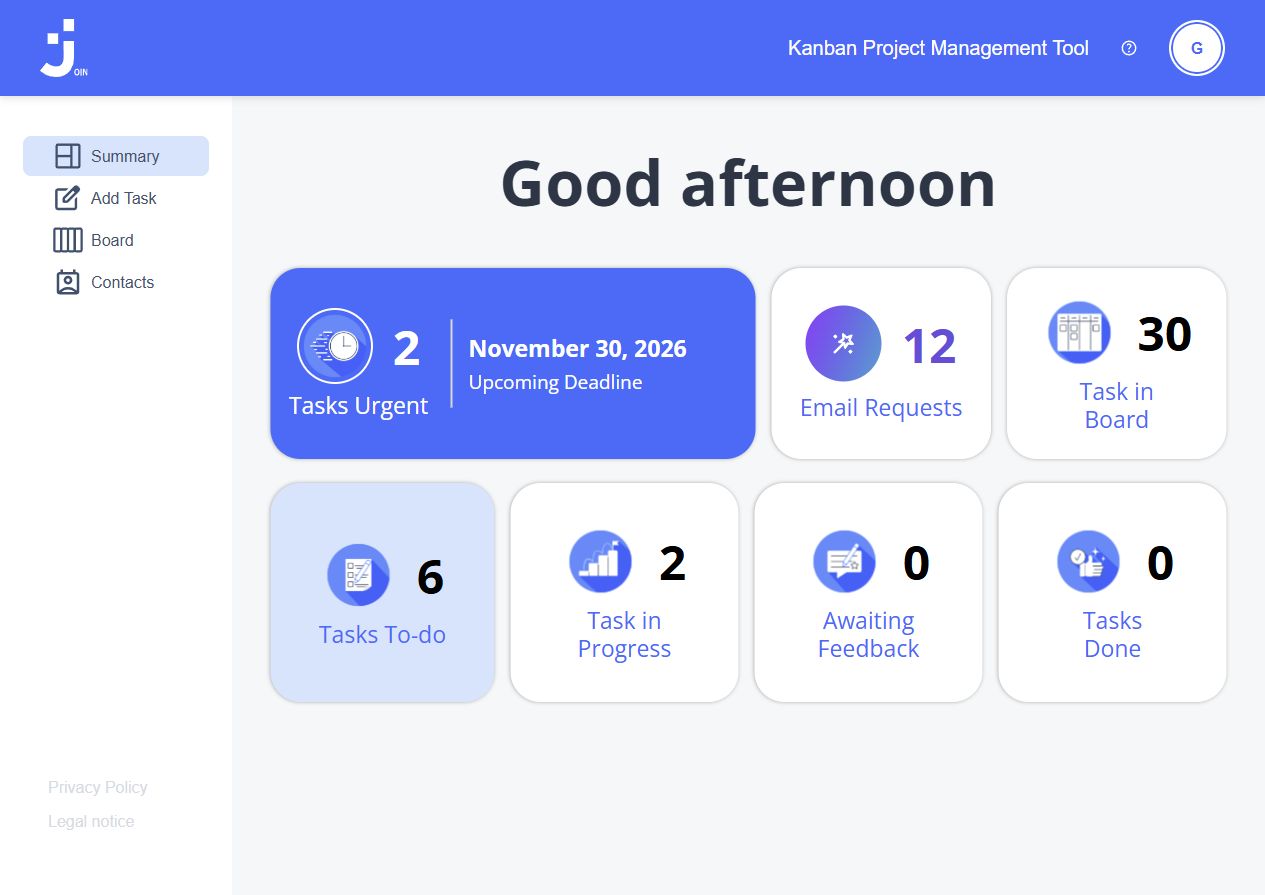 OIN
Kanban Project Management Tool
?
G
Summary
Add Task
Board
Contacts
Good afternoon
2
Tasks Urgent
November 30, 2026
Upcoming Deadline
12
Email Requests
30
Task in
Board
6
Tasks To-do
2
Task in
Progress
0
Awaiting
Feedback
0
Tasks
Done
Privacy Policy
Legal notice